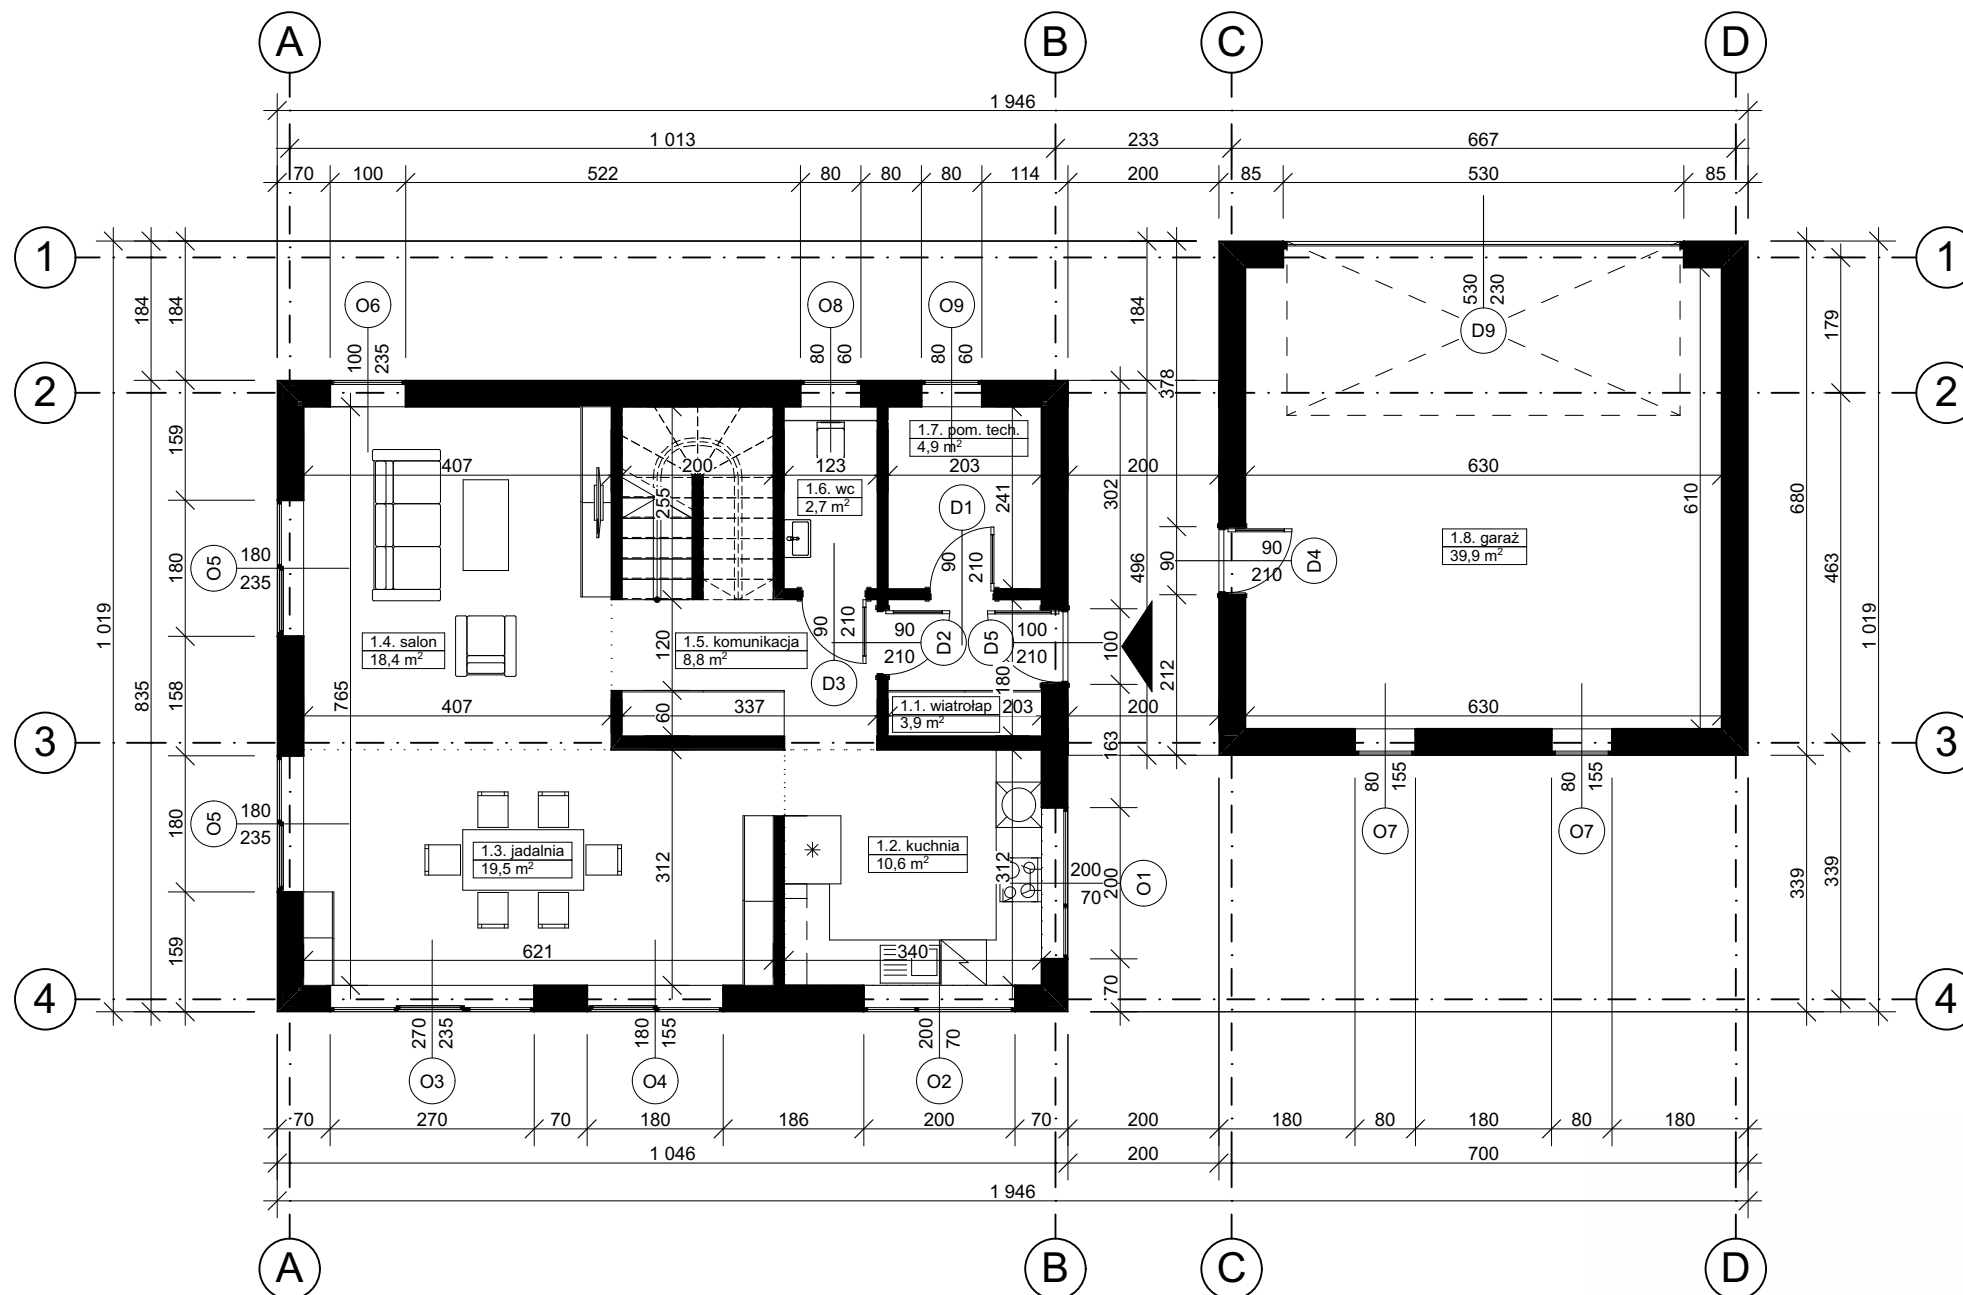 A B C D
1 946
1 013 233 667
70 100 522 80 80 80 114 200 85 530 85
1 1
184 184 184 179
O6 O8 O9
530 230
D9
100 235 80 60 80 60
2 2
378
159
1.7. pom. tech.
4,9 m²
407 200 123 203 200 630
1.6. wc
2,7 m²
255 241 302 610 680
D1
496 463
O5 180 235
180
90 210
90
90 210 D4
1.8. garaż
39,9 m²
1 019 1 019
1.4. salon
18,4 m²
120
1.5. komunikacja
8,8 m²
90 210
D3
90 210 D2
D5 100 210
100
180
212
835 158 765
407 60 337
1.1. wiatrołap
3,9 m²
203 200 630
3 3
163
80 155 80 155
O5 180 235
180
O7 O7
1.3. jadalnia
19,5 m²
312
1.2. kuchnia
10,6 m²
312
200 70
200
O1
339 339
159
621 340
70
4 4
270 235 180 155 200 70
O3 O4 O2
70 270 70 180 186 200 70 200 180 80 180 80 180
1 046 200 700
1 946
A B C D